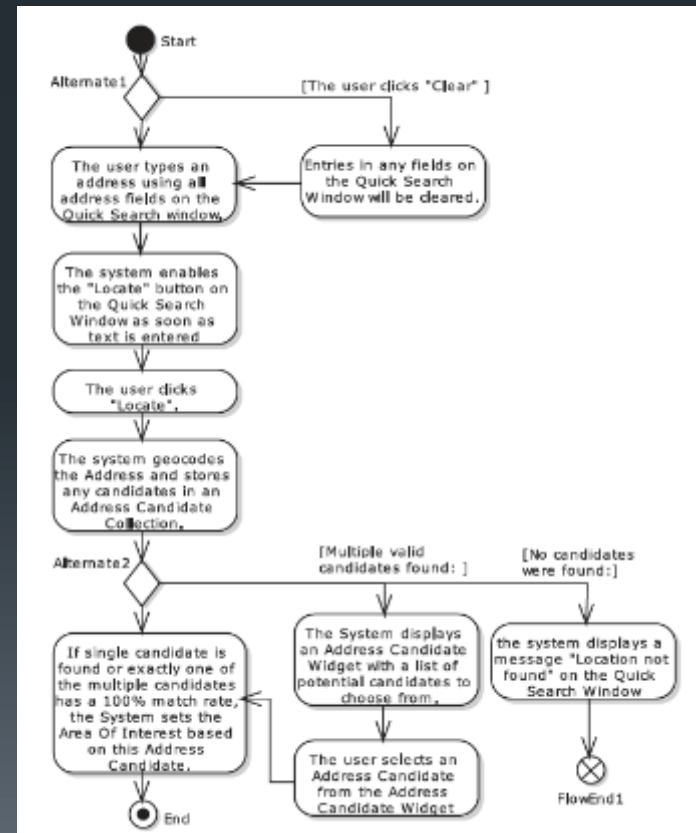 Start
Alternate1
[The user clicks "Clear" ]
The user types an
address using all
address fields on the
Quick Search window.
Entries in any fields on
the Quick Search
Window will be cleared.
The system enables
the "Locate" button on
the Quick Search
Window as soon as
text is entered
The user clicks
"Locate".
The system geocodes
the Address and stores
any candidates in an
Address Candidate
Collection.
Alternate2
[Multiple valid
candidates found: ]
[No candidates
were found:]
If single candidate is
found or exactly one of
the multiple candidates
has a 100% match rate,
the System sets the
Area Of Interest based
on this Address
Candidate.
The System displays
an Address Candidate
Widget with a list of
potential candidates to
choose from.
the system displays a
message "Location not
found" on the Quick
Search Window
The user selects an
Address Candidate
from the Address
Candidate Widget
FlowEnd1
End